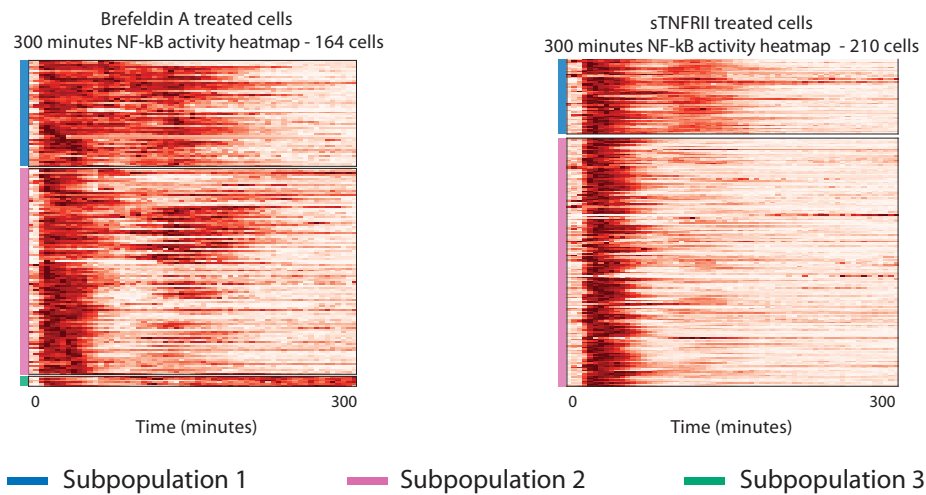 Brefeldin A treated cells
300 minutes NF-kB activity heatmap - 164 cells
0
300
Time (minutes)
sTNFRII treated cells
300 minutes NF-kB activity heatmap - 210 cells
0
300
Time (minutes)
Subpopulation 1
Subpopulation 2
Subpopulation 3